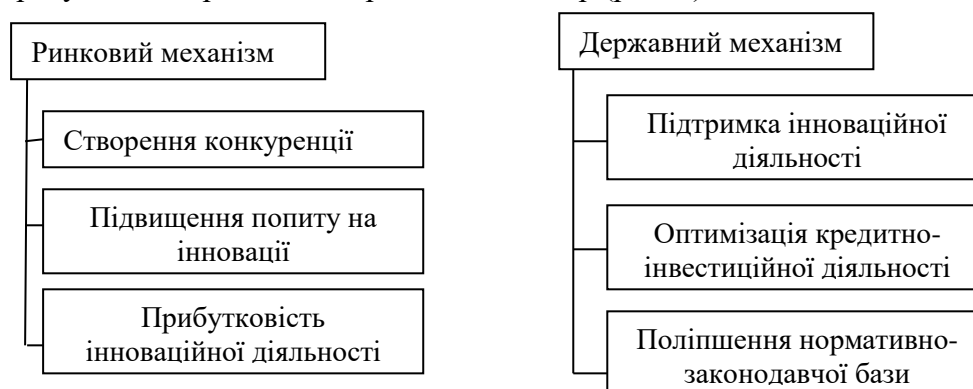 Ринковий механізм
Створення конкуренції
Підвищення попиту на
інновації
Прибутковість
інноваційної діяльності
Державний механізм
Підтримка інноваційної
діяльності
Оптимізація кредитно-
інвестиційної діяльності
Поліпшення нормативно-
законодавчої бази